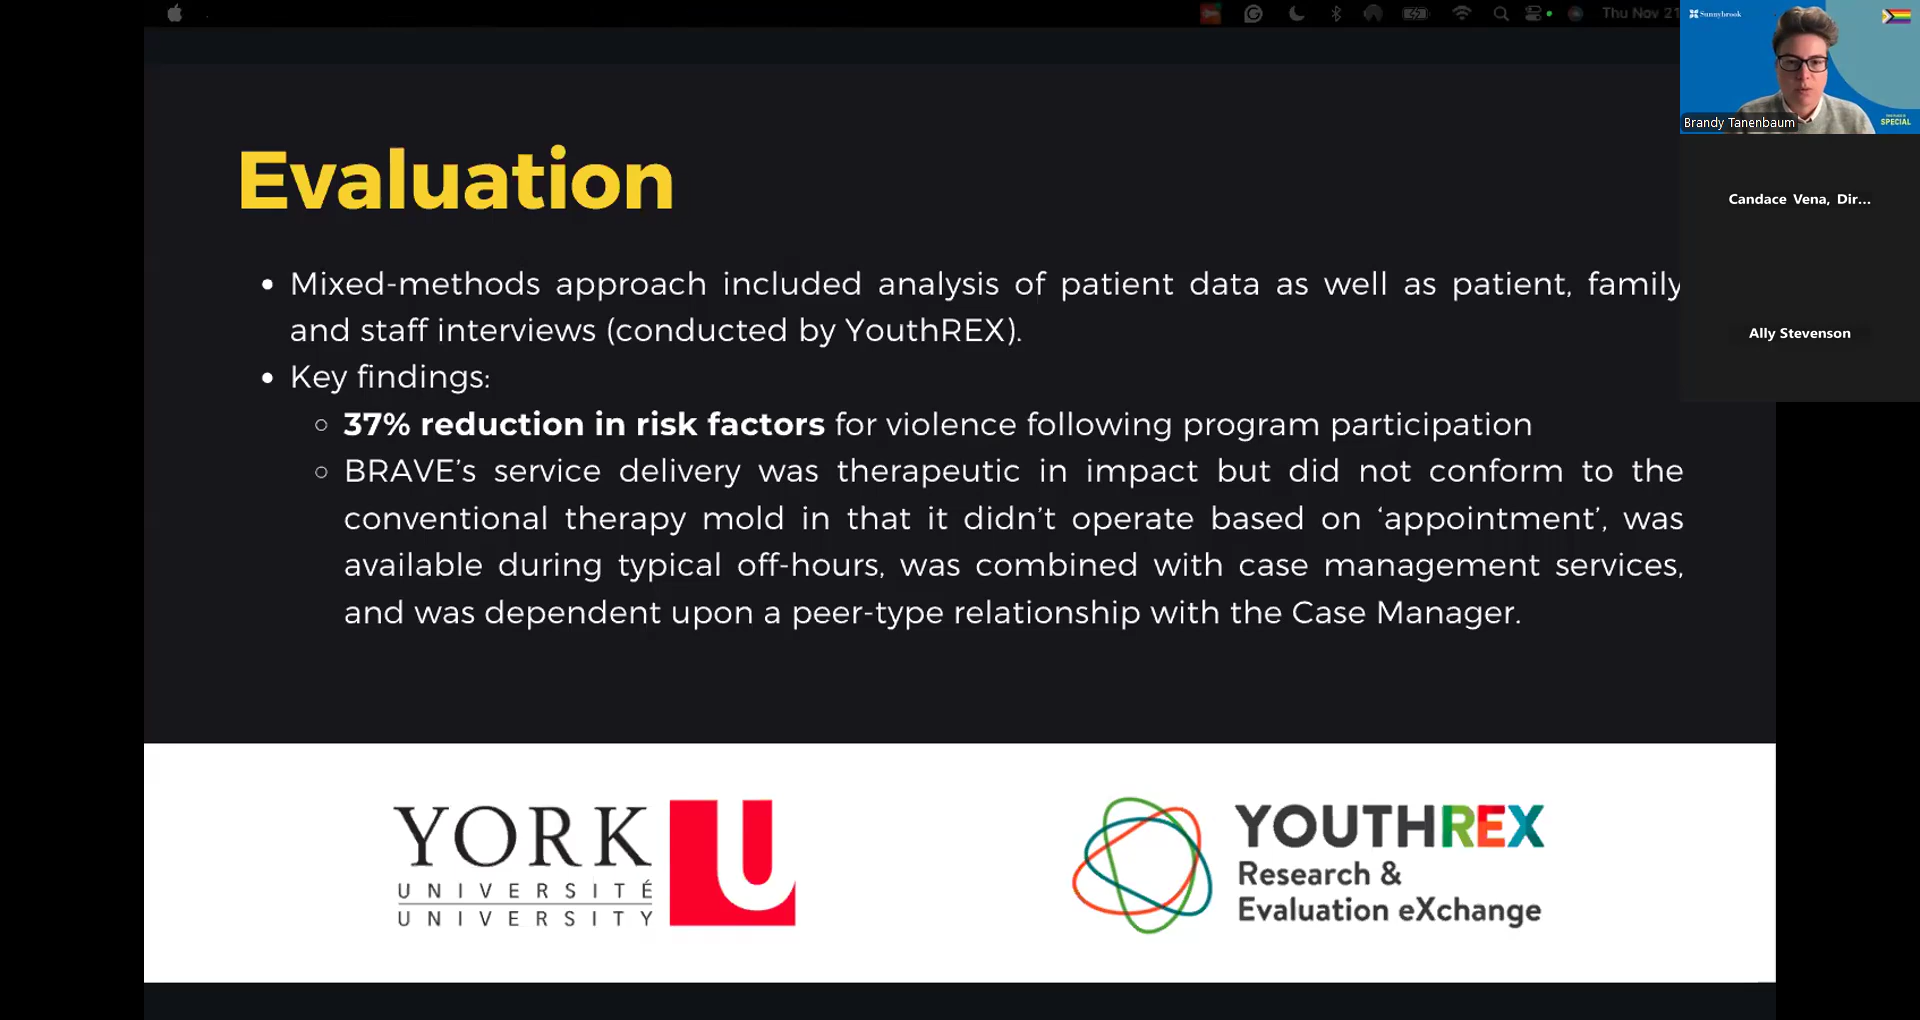 Thu Nov 21
Sunnybrook
SPECIAL
Brandy Tanenbaum
Candace Vena, Dir...
Ally Stevenson
Evaluation
• Mixed-methods approach included analysis of patient data as well as patient, family
and staff interviews (conducted by YouthREX).
• Key findings:
○ 37% reduction in risk factors for violence following program participation
○ BRAVE’s service delivery was therapeutic in impact but did not conform to the
conventional therapy mold in that it didn’t operate based on ‘appointment’, was
available during typical off-hours, was combined with case management services,
and was dependent upon a peer-type relationship with the Case Manager.
YORK U
UNIVERSITÉ
UNIVERSITY
YOUTHREX
Research &
Evaluation eXchange